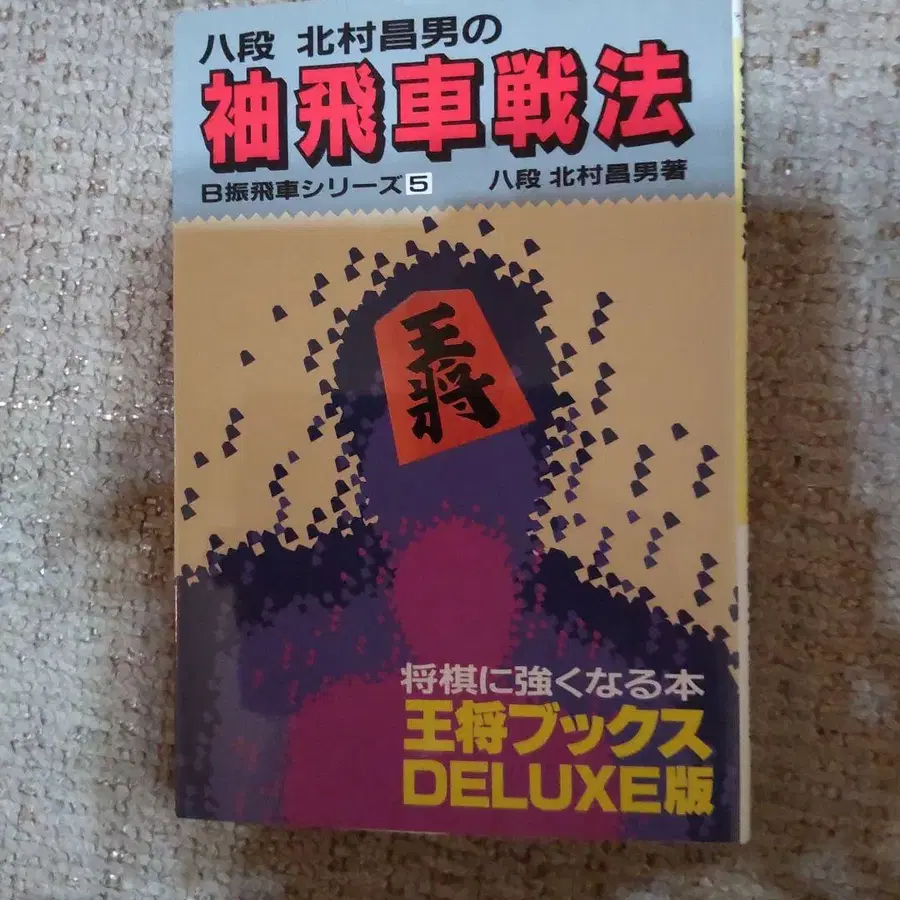 八段 北村昌男の
袖飛車戦法
B振飛車シリーズ5 八段 北村昌男著
王将
将棋に強くなる本
王将ブックス
DELUXE版